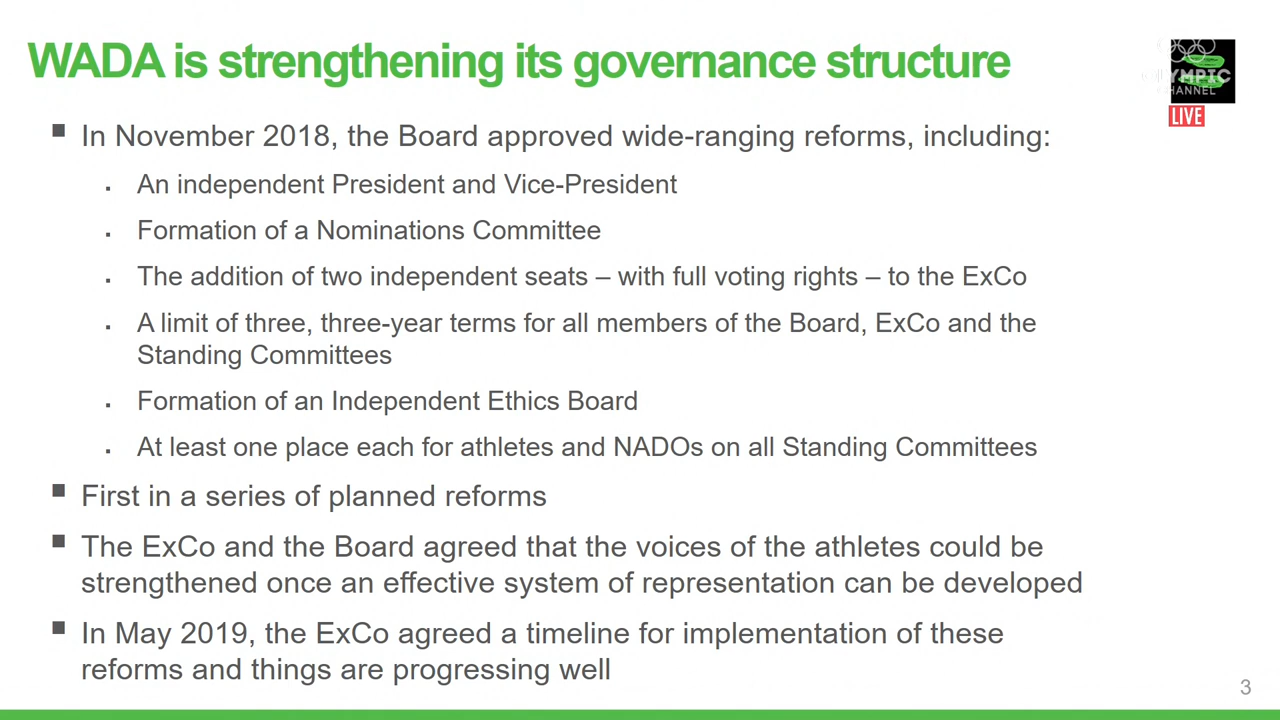 WADA is strengthening its governance structure
OLYMPIC
CHANNEL
LIVE
▪ In November 2018, the Board approved wide-ranging reforms, including:
▪ An independent President and Vice-President
▪ Formation of a Nominations Committee
▪ The addition of two independent seats – with full voting rights – to the ExCo
▪ A limit of three, three-year terms for all members of the Board, ExCo and the
Standing Committees
▪ Formation of an Independent Ethics Board
▪ At least one place each for athletes and NADOs on all Standing Committees
▪ First in a series of planned reforms
▪ The ExCo and the Board agreed that the voices of the athletes could be
strengthened once an effective system of representation can be developed
▪ In May 2019, the ExCo agreed a timeline for implementation of these
reforms and things are progressing well
3